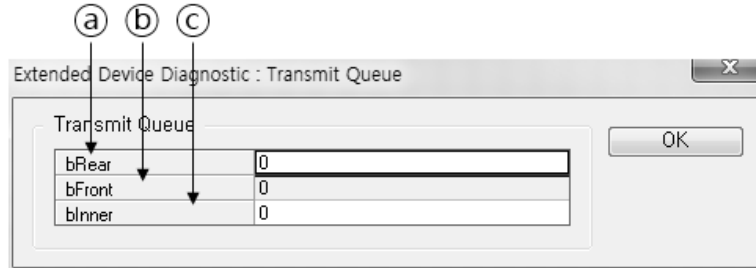 ⓐ ⓑ ⓒ
Extended Device Diagnostic : Transmit Queue x
Transmit Queue
OK
bRear 0
bFront 0
bInner 0